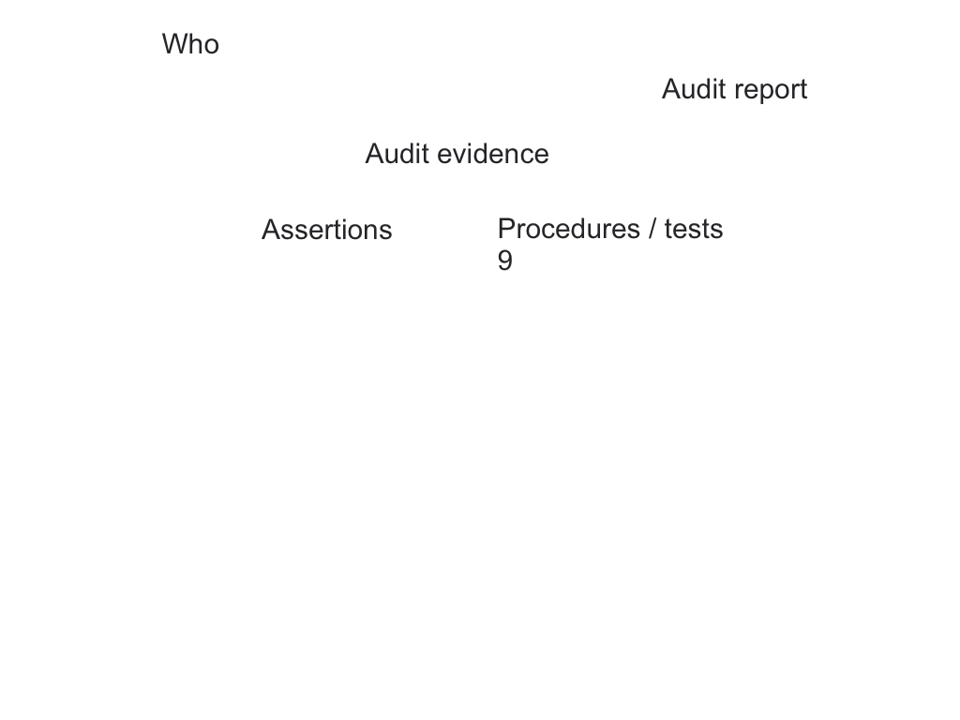 Who
Audit report
Audit evidence
Assertions
Procedures / tests
9